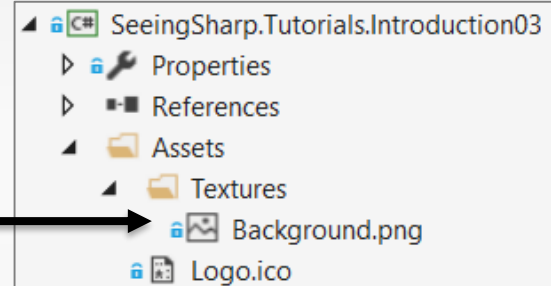 C# SeeingSharp.Tutorials.Introduction03
Properties
References
Assets
Textures
Background.png
Logo.ico